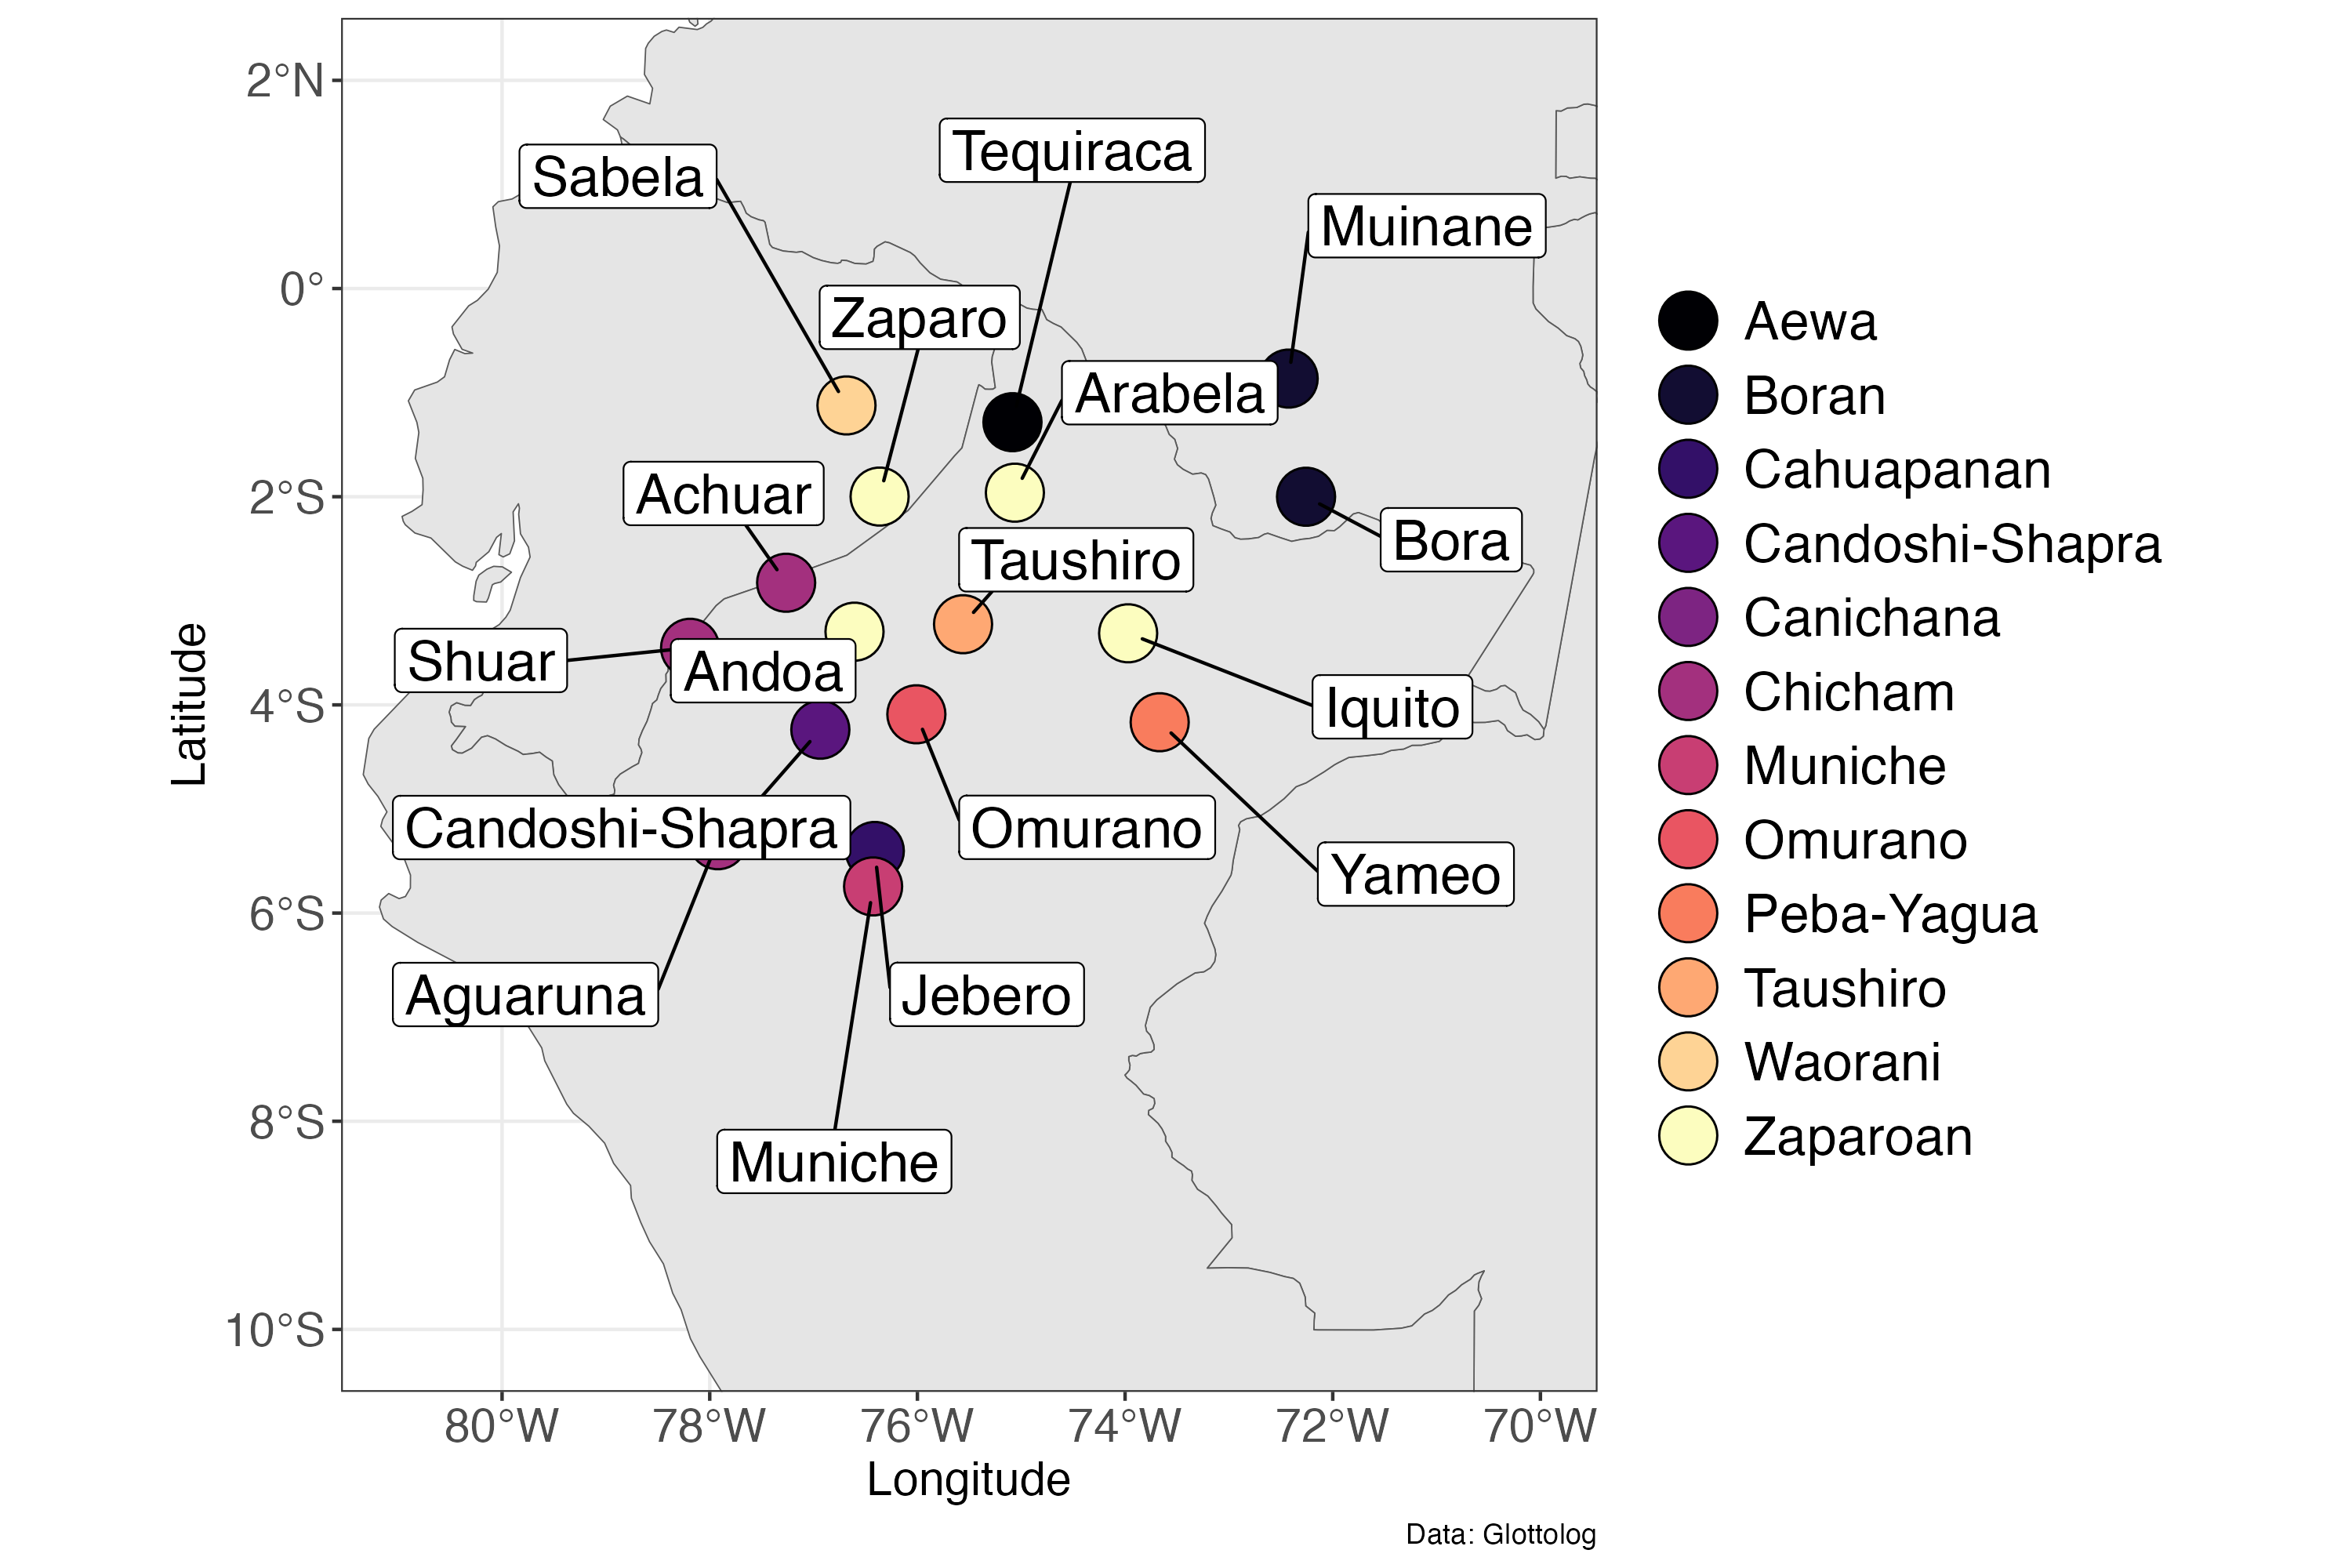 2°N
0°
2°S
4°S
6°S
8°S
10°S
Latitude
Tequiraca
Sabela
Muinane
Zaparo
Arabela
Achuar
Bora
Taushiro
Shuar
Andoa
Iquito
Candoshi-Shapra
Omurano
Yameo
Aguaruna
Jebero
Muniche
80°W
78°W
76°W
74°W
72°W
70°W
Longitude
Aewa
Boran
Cahuapanan
Candoshi-Shapra
Canichana
Chicham
Muniche
Omurano
Peba-Yagua
Taushiro
Waorani
Zaparoan
Data: Glottolog